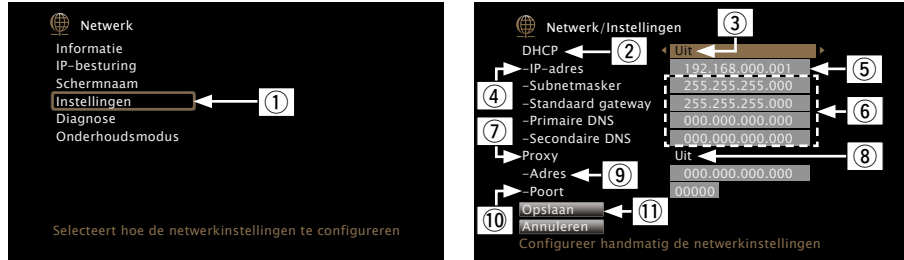 Netwerk
Informatie
IP-besturing
Schermnaam
Instellingen ①
Diagnose
Onderhoudsmodus
Selecteert hoe de netwerkinstellingen te configureren
Netwerk/Instellingen
DHCP ② Uit ③
④ -IP-adres 192.168.000.001 ⑤
-Subnetmasker 255.255.255.000
-Standaard gateway 255.255.255.000 ⑥
-Primaire DNS 000.000.000.000
-Secondaire DNS 000.000.000.000
⑦ Proxy Uit ⑧
-Adres ⑨ 000.000.000.000
⑩ -Poort 00000
Opslaan ⑪
Annuleren
Configureer handmatig de netwerkinstellingen